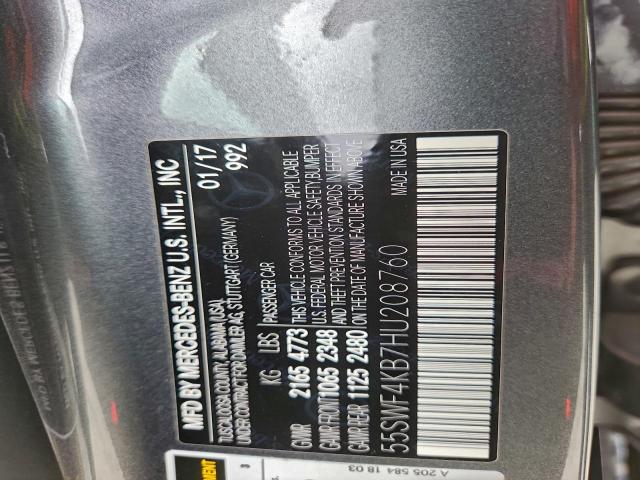 MFD BY MERCEDES-BENZ U.S. INTL., INC
TUSCALOOSA COUNTY, ALABAMA (USA), 01/17
UNDER CONTRACT FOR DAIMLER AG, STUTTGART (GERMANY) 992
KG LBS PASSENGER CAR
GMR 2165 4773 THIS VEHICLE CONFORMS TO ALL APPLICABLE
GMR-FRONT 1065 2348 U.S. FEDERAL MOTOR VEHICLE SAFETY, BUMPER
AND THEFT PREVENTION STANDARDS IN EFFECT
GMR-REAR 1125 2480 ON THE DATE OF MANUFACTURE SHOWN ABOVE
55SWF4KB7HU208760 MADE IN USA
A 205 584 18 03